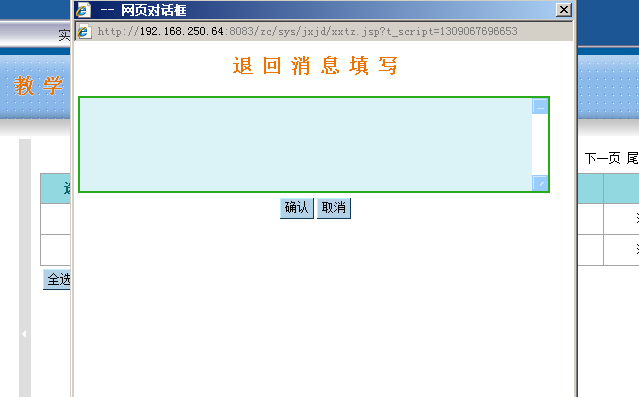 -- 网页对话框
http://192.168.250.64:8083/zc/sys/jxjd/xxtz.jsp?t_script=1309067696653
实
退回消息填写
教学
下一页 尾
确认 取消
全选